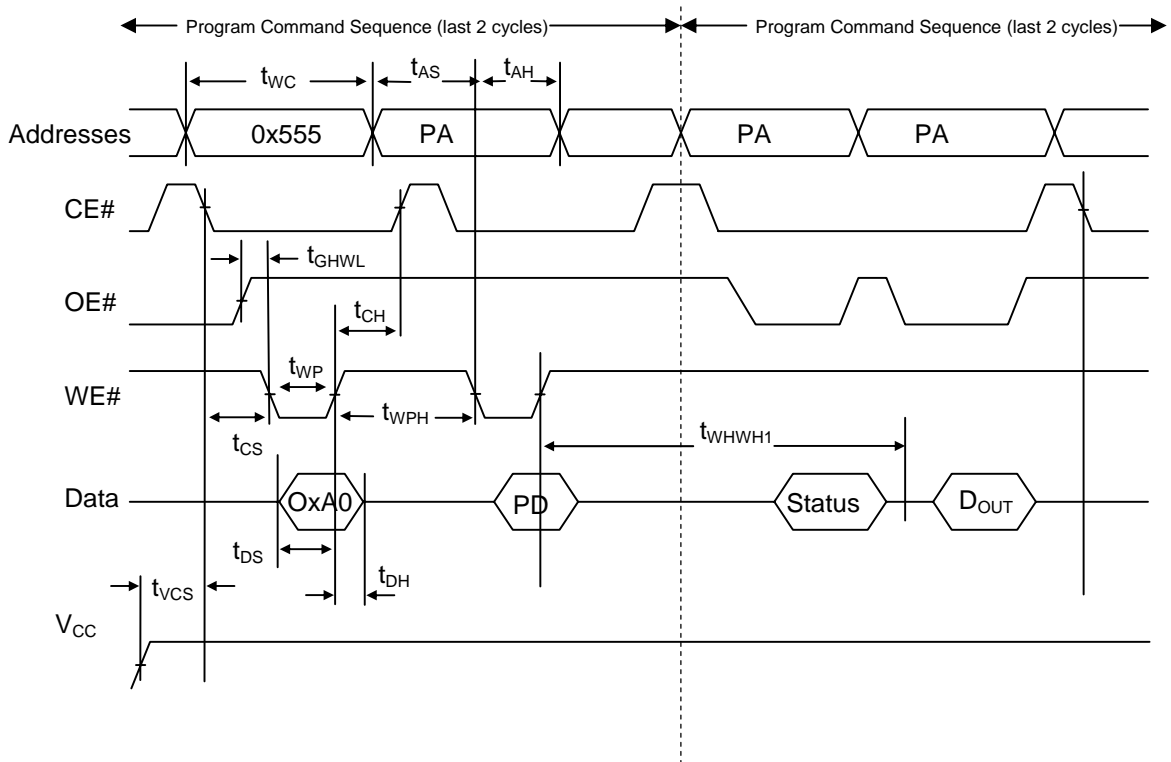 Program Command Sequence (last 2 cycles) Program Command Sequence (last 2 cycles)
tWC tAS tAH
Addresses 0x555 PA PA PA
CE#
tGHWL
OE#
tCH
tWP
WE#
tWPH
tCS tWHWH1
Data OxA0 PD Status DOUT
tDS
tDH
tVCS
VCC